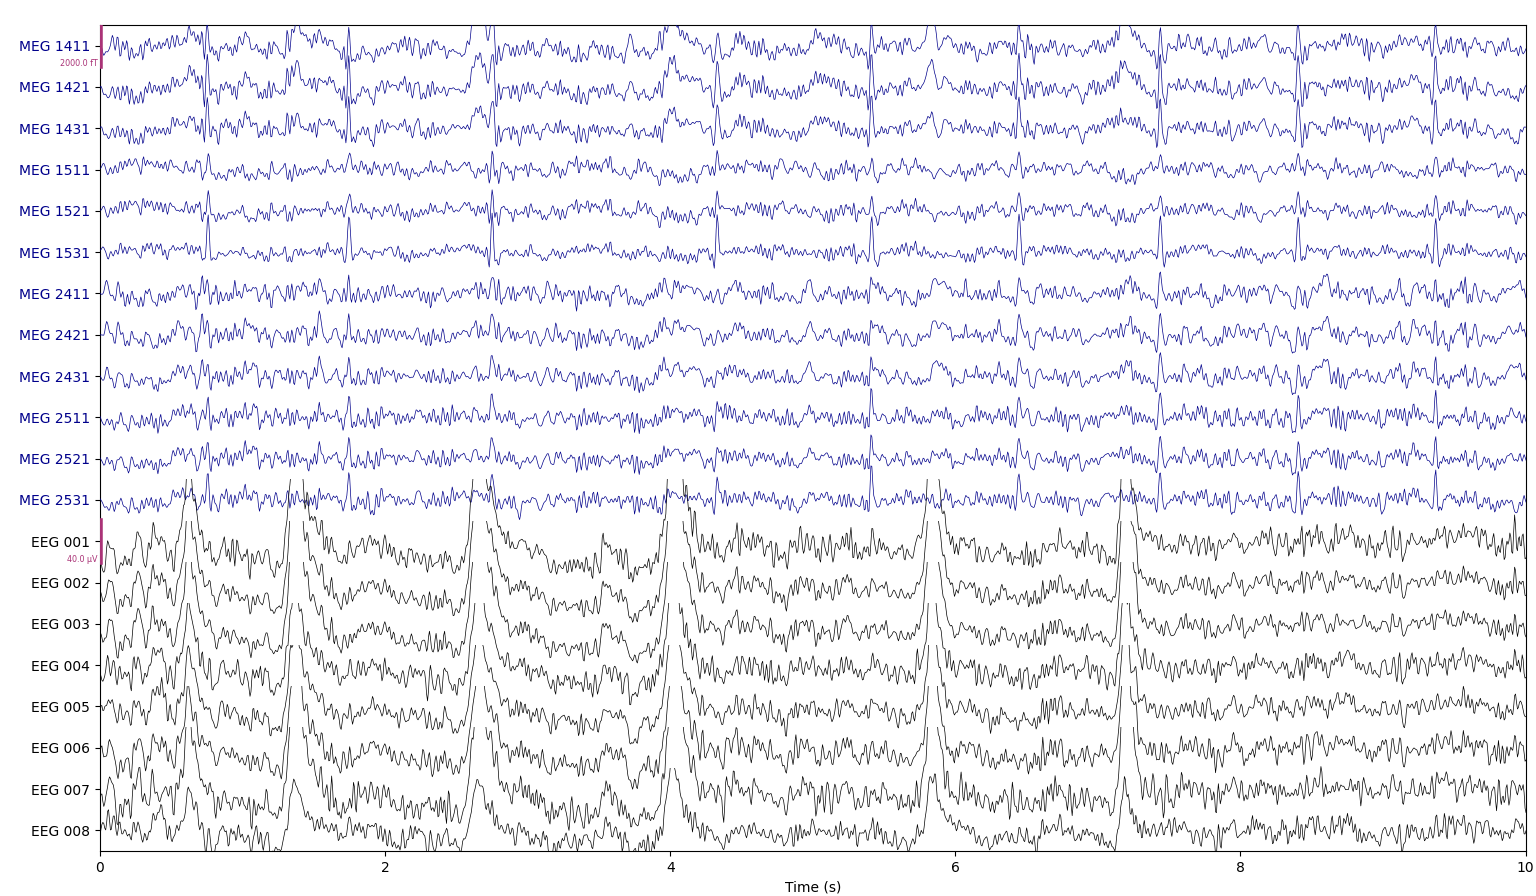 MEG 1411
2000.0 fT
MEG 1421
MEG 1431
MEG 1511
MEG 1521
MEG 1531
MEG 2411
MEG 2421
MEG 2431
MEG 2511
MEG 2521
MEG 2531
EEG 001
40.0 µV
EEG 002
EEG 003
EEG 004
EEG 005
EEG 006
EEG 007
EEG 008
0 2 4 6 8 10
Time (s)